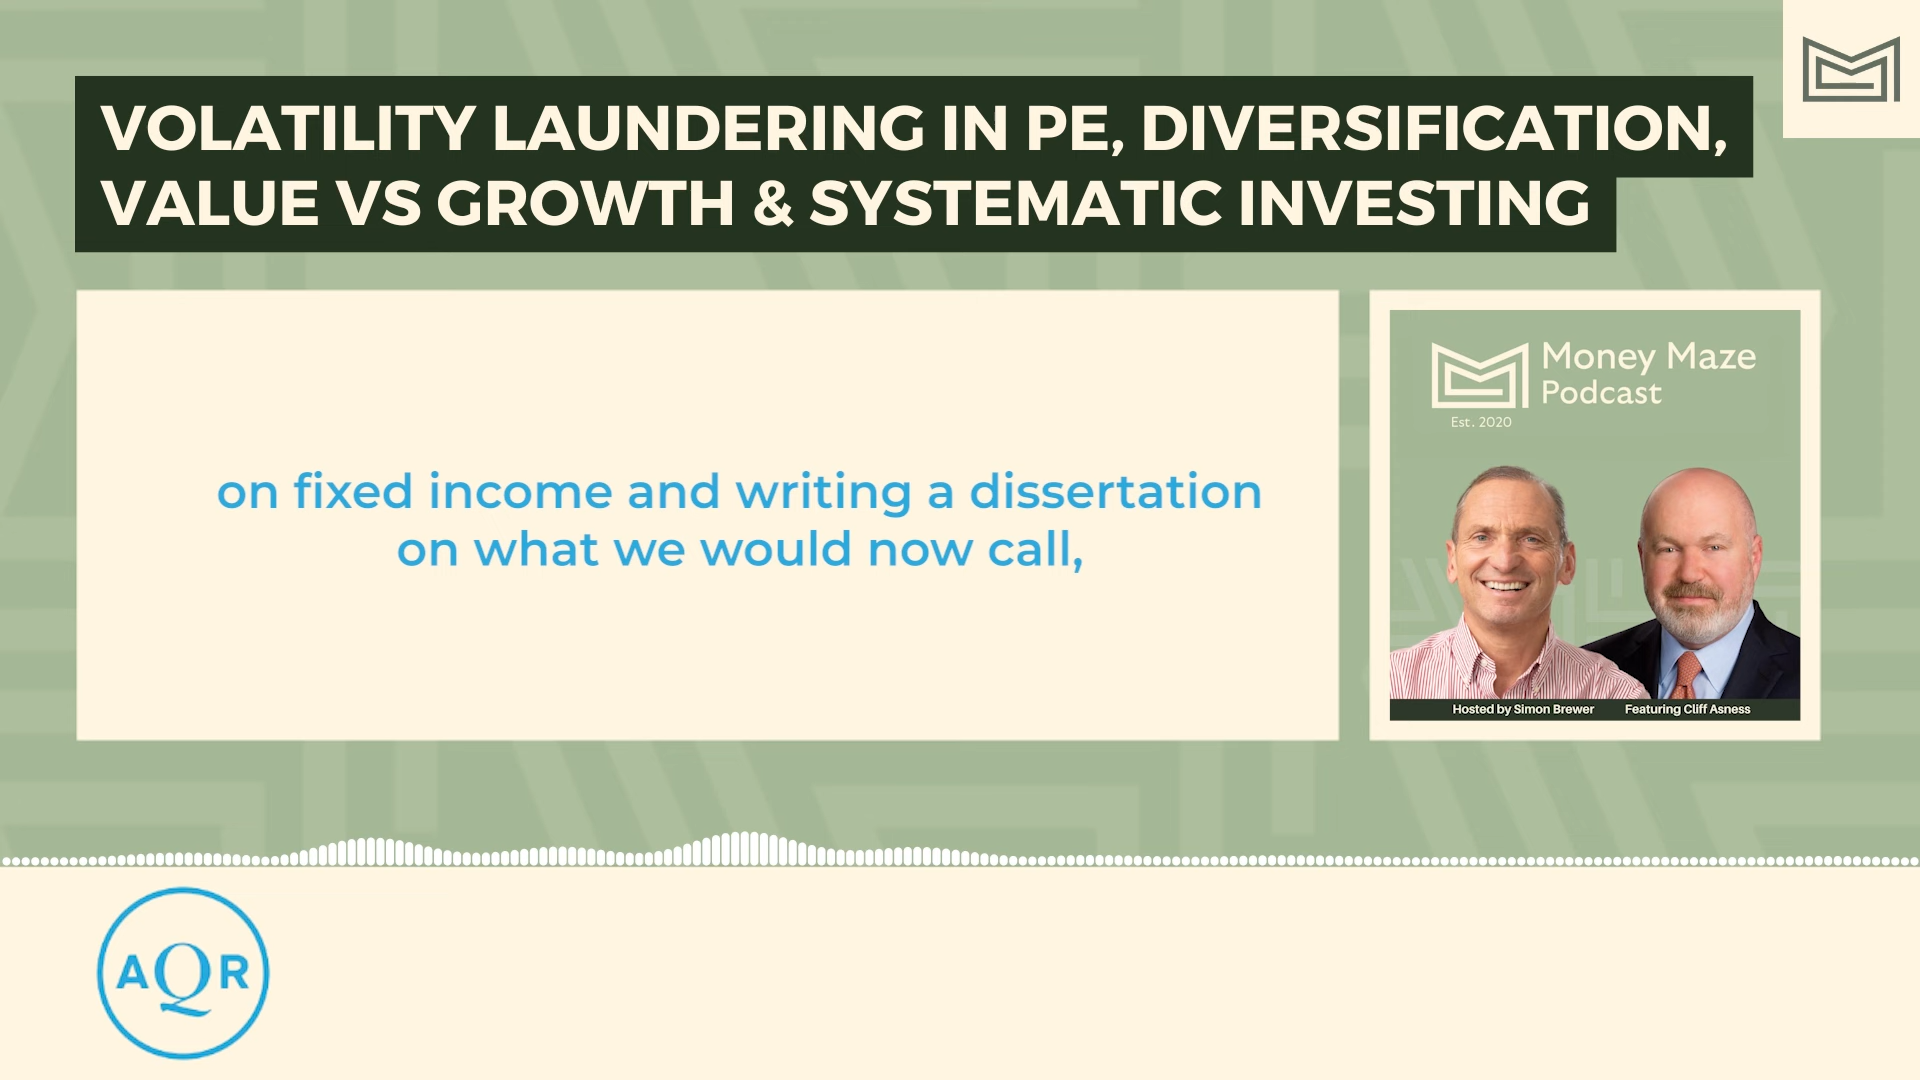 VOLATILITY LAUNDERING IN PE, DIVERSIFICATION,
VALUE VS GROWTH & SYSTEMATIC INVESTING
on fixed income and writing a dissertation
on what we would now call,
Money Maze
Podcast
Est. 2020
Hosted by Simon Brewer
Featuring Cliff Asness
AQR